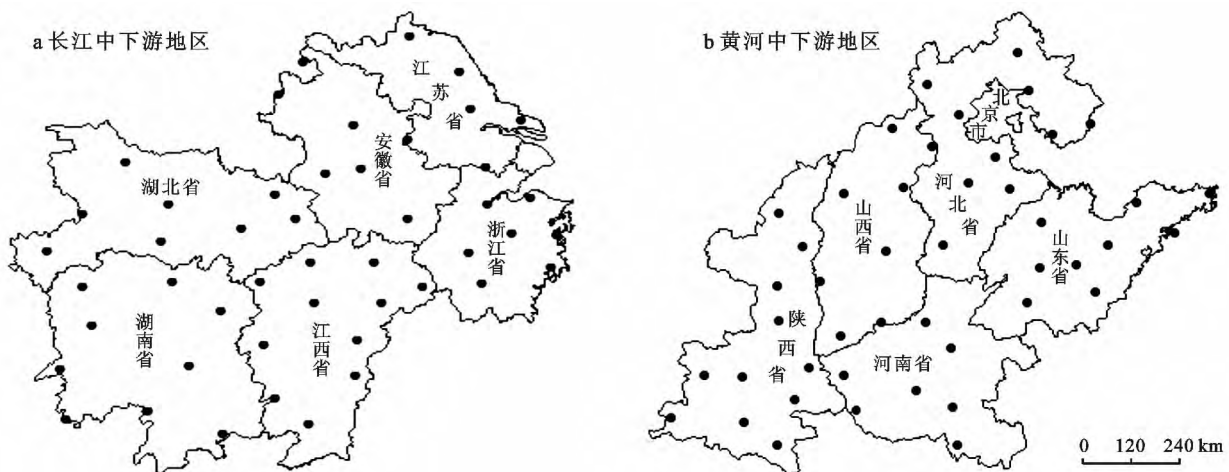 a 长江中下游地区
江苏省
安徽省
湖北省
浙江省
湖南省
江西省
b 黄河中下游地区
北京市
河北省
山西省
山东省
陕西省
河南省
0 120 240 km